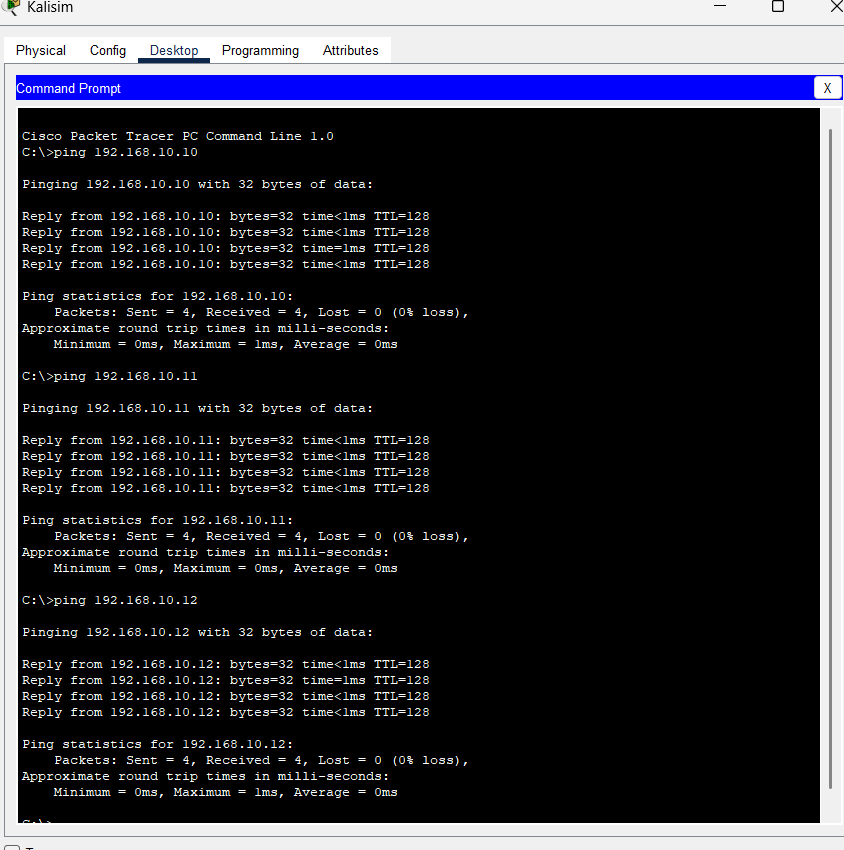 Kalisim
Physical Config Desktop Programming Attributes
Command Prompt X
Cisco Packet Tracer PC Command Line 1.0
C:\>ping 192.168.10.10
Pinging 192.168.10.10 with 32 bytes of data:
Reply from 192.168.10.10: bytes=32 time<1ms TTL=128
Reply from 192.168.10.10: bytes=32 time<1ms TTL=128
Reply from 192.168.10.10: bytes=32 time=1ms TTL=128
Reply from 192.168.10.10: bytes=32 time<1ms TTL=128
Ping statistics for 192.168.10.10:
Packets: Sent = 4, Received = 4, Lost = 0 (0% loss),
Approximate round trip times in milli-seconds:
Minimum = 0ms, Maximum = 1ms, Average = 0ms
C:\>ping 192.168.10.11
Pinging 192.168.10.11 with 32 bytes of data:
Reply from 192.168.10.11: bytes=32 time<1ms TTL=128
Reply from 192.168.10.11: bytes=32 time<1ms TTL=128
Reply from 192.168.10.11: bytes=32 time<1ms TTL=128
Reply from 192.168.10.11: bytes=32 time<1ms TTL=128
Ping statistics for 192.168.10.11:
Packets: Sent = 4, Received = 4, Lost = 0 (0% loss),
Approximate round trip times in milli-seconds:
Minimum = 0ms, Maximum = 0ms, Average = 0ms
C:\>ping 192.168.10.12
Pinging 192.168.10.12 with 32 bytes of data:
Reply from 192.168.10.12: bytes=32 time<1ms TTL=128
Reply from 192.168.10.12: bytes=32 time=1ms TTL=128
Reply from 192.168.10.12: bytes=32 time<1ms TTL=128
Reply from 192.168.10.12: bytes=32 time<1ms TTL=128
Ping statistics for 192.168.10.12:
Packets: Sent = 4, Received = 4, Lost = 0 (0% loss),
Approximate round trip times in milli-seconds:
Minimum = 0ms, Maximum = 1ms, Average = 0ms
C:\>